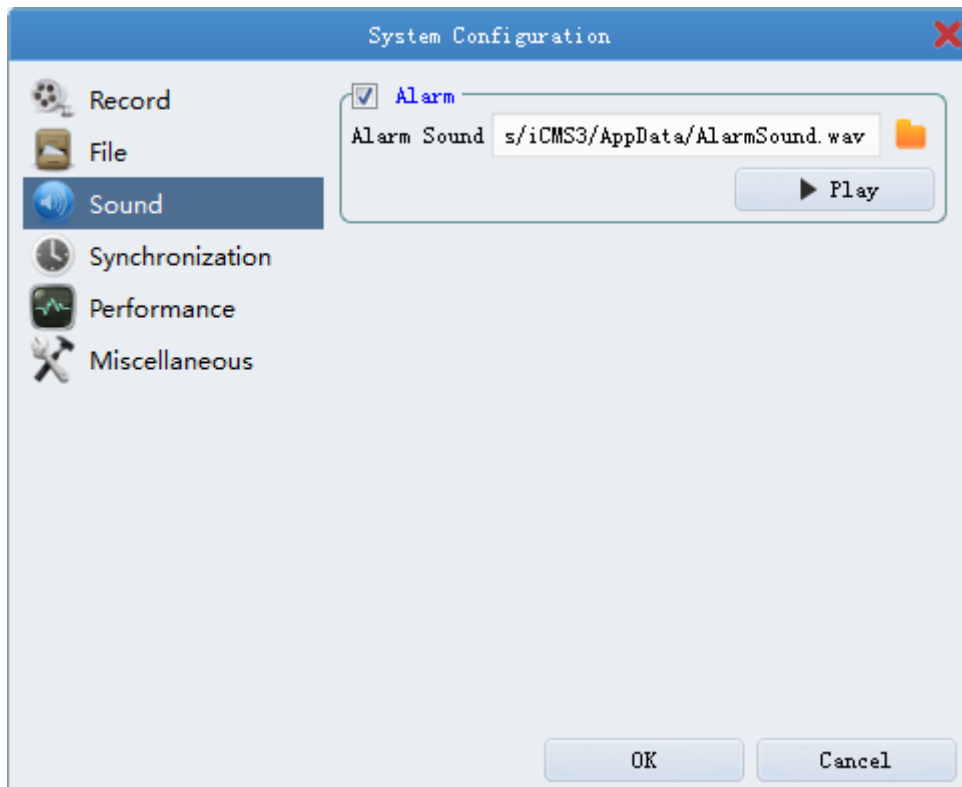 System Configuration
Record
File
Sound
Synchronization
Performance
Miscellaneous
Alarm
Alarm Sound s/iCMS3/AppData/AlarmSound.wav
Play
OK Cancel